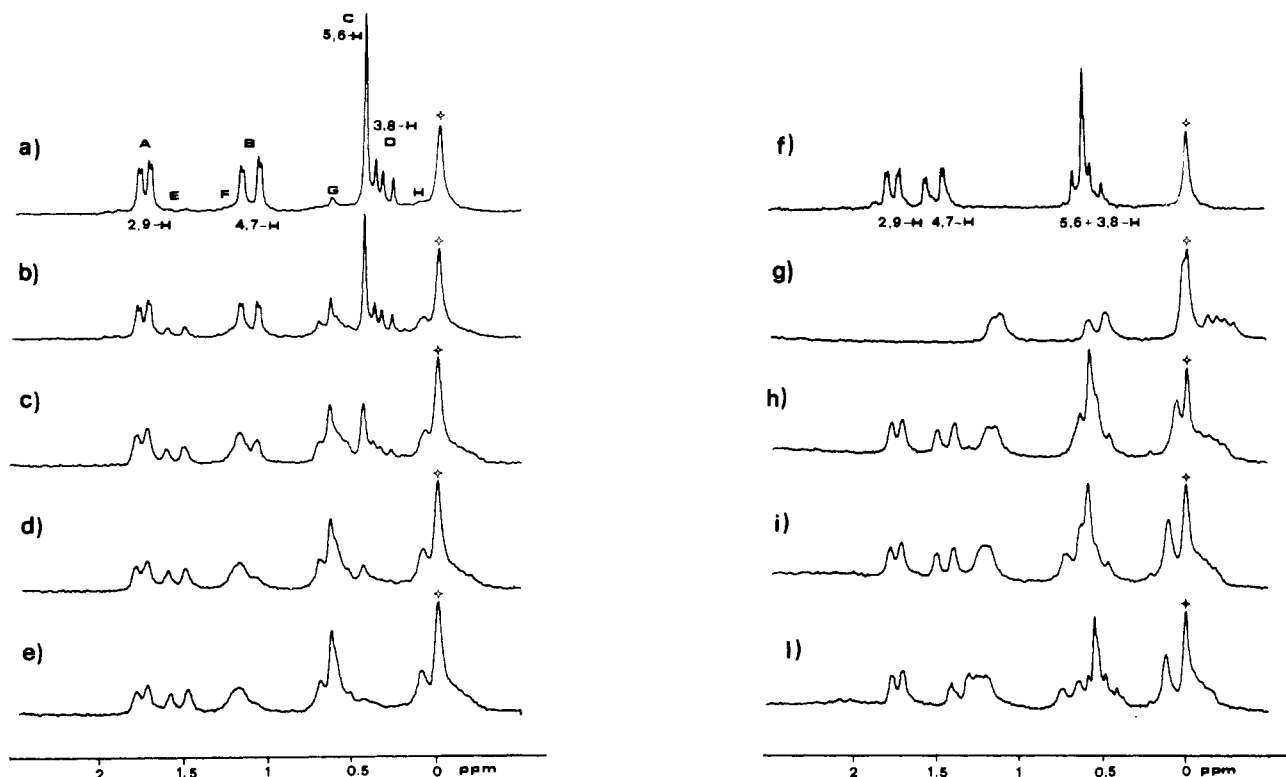 C
5,6-H
3.8-H
D
a)
A
B
E
F
G
H
2,9-H
4,7-H
b)
c)
d)
e)
2
1.5
1
0.5
0
ppm
f)
2,9-H
4,7-H
5,6 + 3,8-H
g)
h)
i)
l)
2
1.5
1
0.5
0
ppm